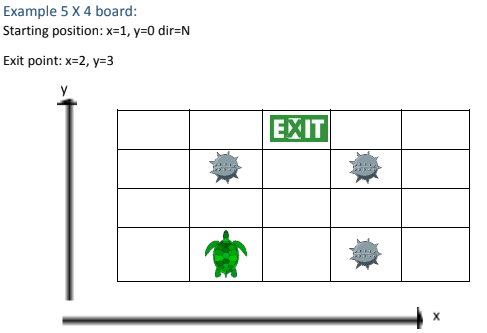 Example 5 X 4 board:
Starting position: x=1, y=0 dir=N
Exit point: x=2, y=3
y
EXIT
x